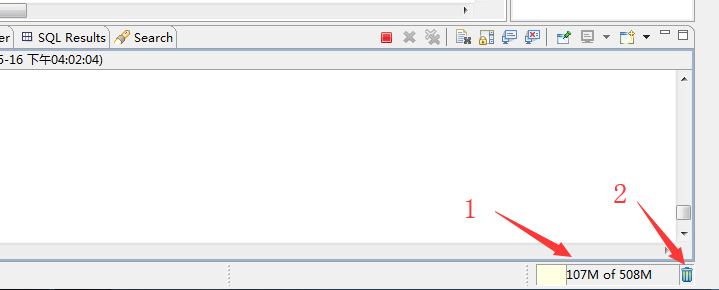 er SQL Results Search
5-16 下午04:02:04)
1
2
107M of 508M